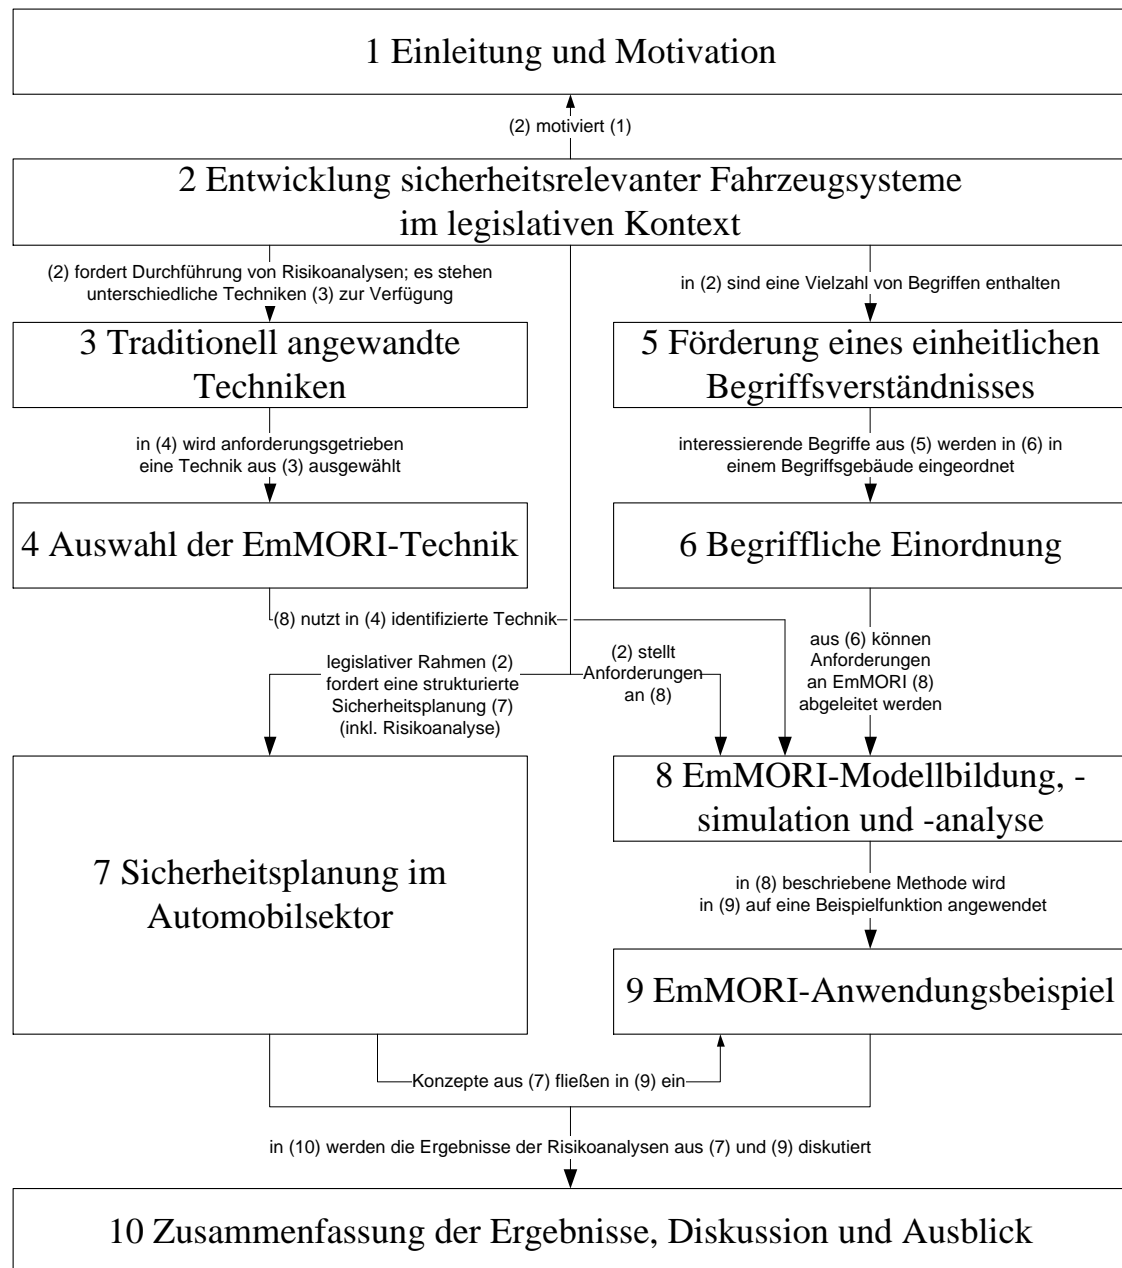 1 Einleitung und Motivation
(2) motiviert (1)
2 Entwicklung sicherheitsrelevanter Fahrzeugsysteme
im legislativen Kontext
(2) fordert Durchführung von Risikoanalysen; es stehen
unterschiedliche Techniken (3) zur Verfügung
in (2) sind eine Vielzahl von Begriffen enthalten
3 Traditionell angewandte
Techniken
5 Förderung eines einheitlichen
Begriffsverständnisses
in (4) wird anforderungsgetrieben
eine Technik aus (3) ausgewählt
interessierende Begriffe aus (5) werden in (6) in
einem Begriffsgebäude eingeordnet
4 Auswahl der EmMORI-Technik
6 Begriffliche Einordnung
(8) nutzt in (4) identifizierte Technik
legislativer Rahmen (2)
fordert eine strukturierte
Sicherheitsplanung (7)
(inkl. Risikoanalyse)
(2) stellt
Anforderungen
an (8)
aus (6) können
Anforderungen
an EmMORI (8)
abgeleitet werden
7 Sicherheitsplanung im
Automobilsektor
8 EmMORI-Modellbildung, -
simulation und -analyse
in (8) beschriebene Methode wird
in (9) auf eine Beispielfunktion angewendet
9 EmMORI-Anwendungsbeispiel
Konzepte aus (7) fließen in (9) ein
in (10) werden die Ergebnisse der Risikoanalysen aus (7) und (9) diskutiert
10 Zusammenfassung der Ergebnisse, Diskussion und Ausblick